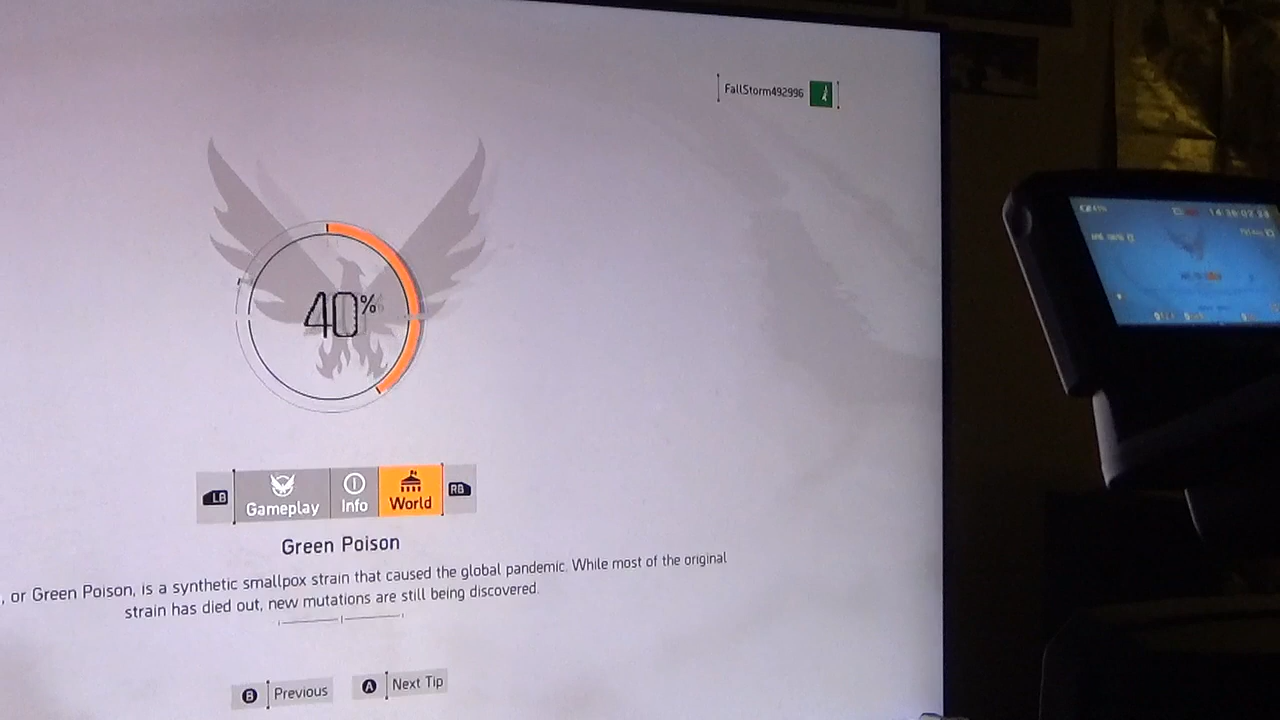 FallStorm492996
40%
LB Gameplay Info World RB
Green Poison
, or Green Poison, is a synthetic smallpox strain that caused the global pandemic. While most of the original
strain has died out, new mutations are still being discovered.
B Previous A Next Tip